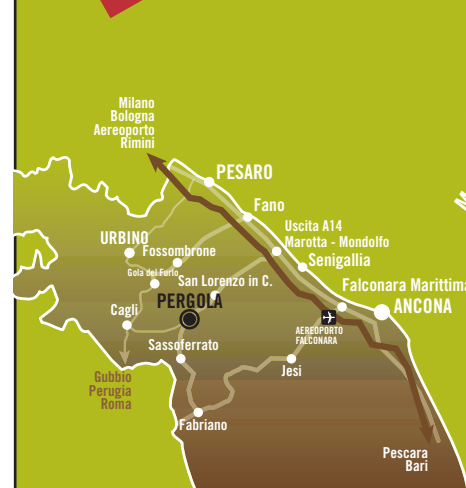 Milano
Bologna
Aereoporto
Rimini
PESARO
Fano
Uscita A14
Marotta - Mondolfo
Senigallia
URBINO
Fossombrone
Gola del Furlo
San Lorenzo in C.
Falconara Marittima
PERGOLA
ANCONA
Cagli
AEREOPORTO
FALCONARA
Sassoferrato
Jesi
Gubbio
Perugia
Roma
Fabriano
Pescara
Bari